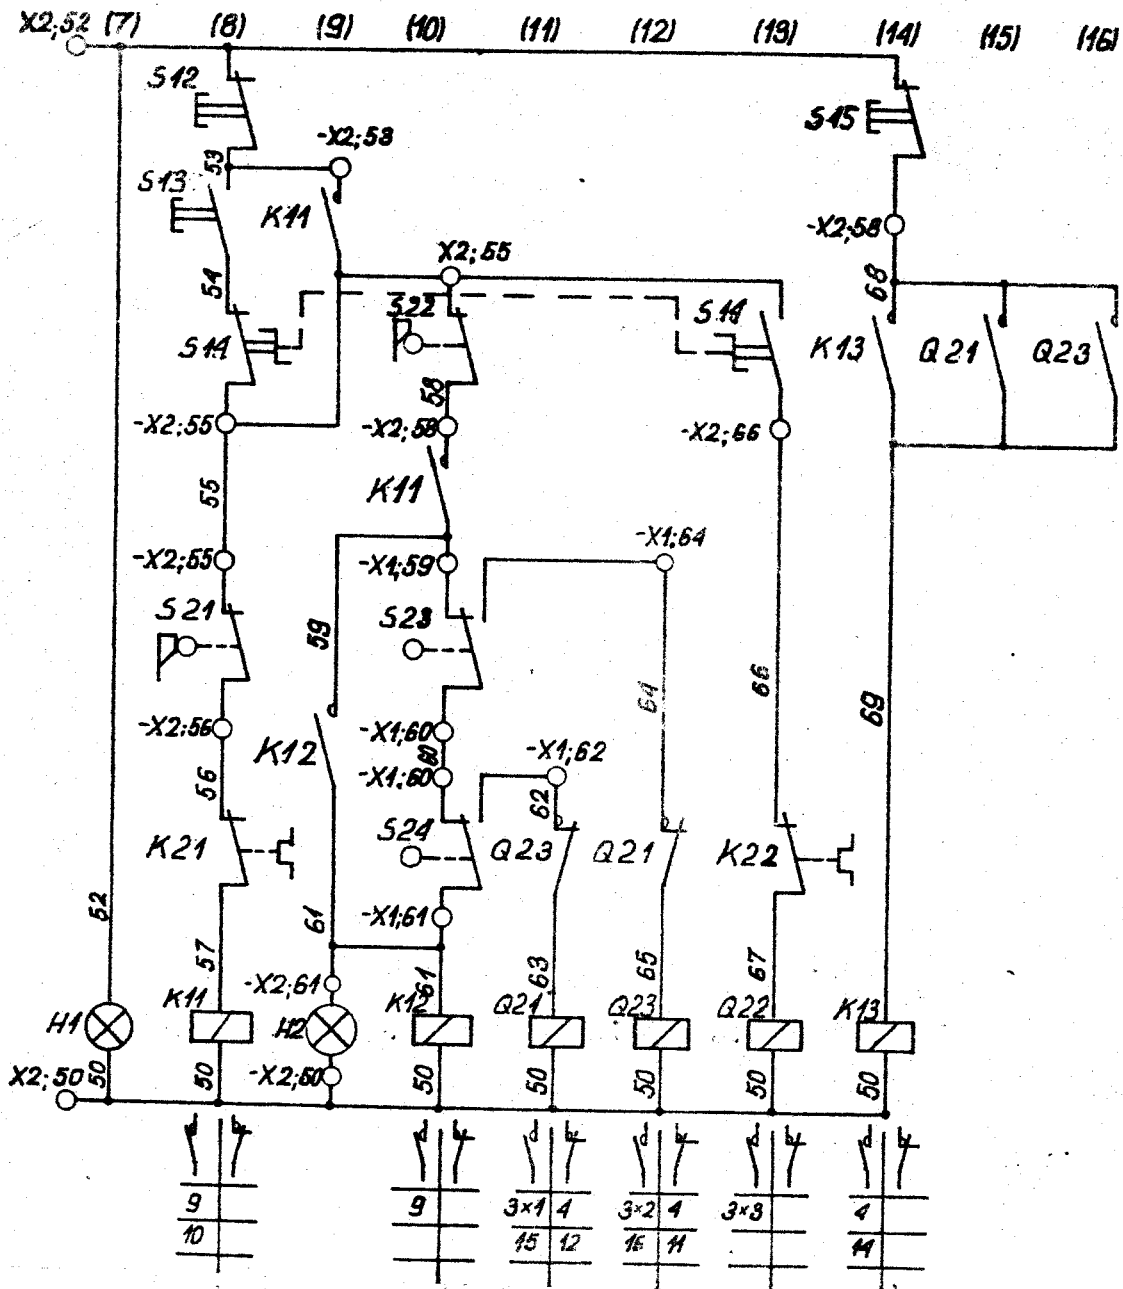 X2;52 (7) (8) (9) (10) (11) (12) (13) (14) (15) (16)
S12
S15
-X2;53
53
S13
K11
-X2;58
X2;55
54
68
S22
S14
S14
K13
Q21
Q23
58
-X2;55
-X2;58
-X2;66
55
K11
-X1;64
-X2;55
-X1;59
S21
S23
59
64
66
69
-X2;56
-X1;60
60
K12
-X1;62
56
-X1;60
62
S24
K21
Q23
Q21
K22
52
61
-X1;61
57
63
65
67
-X2;61
61
K11
K12
Q21
Q23
Q22
K13
H1
H2
X2;50
50
50
-X2;60
50
50
50
50
50
9
9
3×1 4
3×2 4
3×3
4
10
15 12
16 11
14